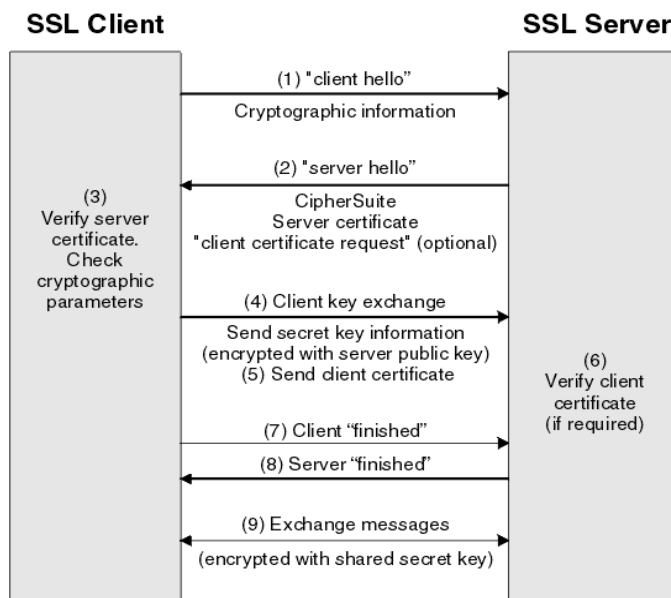 SSL Client
SSL Server
(1) "client hello”
Cryptographic information
(2) "server hello”
CipherSuite
Server certificate
"client certificate request" (optional)
(3)
Verify server
certificate.
Check
cryptographic
parameters
(4) Client key exchange
Send secret key information
(encrypted with server public key)
(5) Send client certificate
(6)
Verify client
certificate
(if required)
(7) Client “finished”
(8) Server “finished”
(9) Exchange messages
(encrypted with shared secret key)